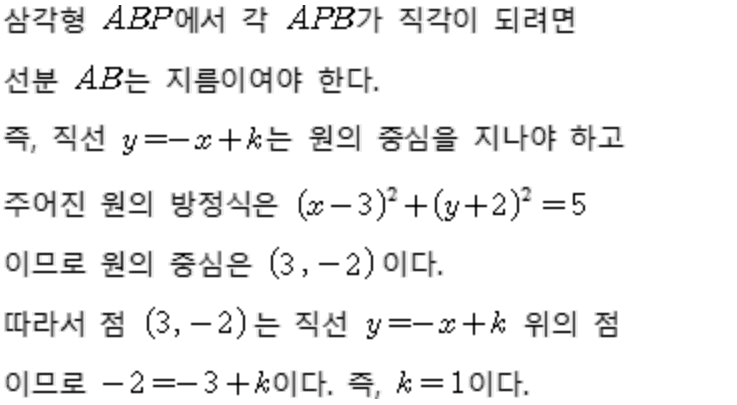 삼각형 ABP에서 각 APB가 직각이 되려면
선분 AB는 지름이여야 한다.
즉, 직선 y=-x+k는 원의 중심을 지나야 하고
주어진 원의 방정식은 (x-3)²+(y+2)²=5
이므로 원의 중심은 (3,-2)이다.
따라서 점 (3,-2)는 직선 y=-x+k 위의 점
이므로 -2=-3+k이다. 즉, k=1이다.